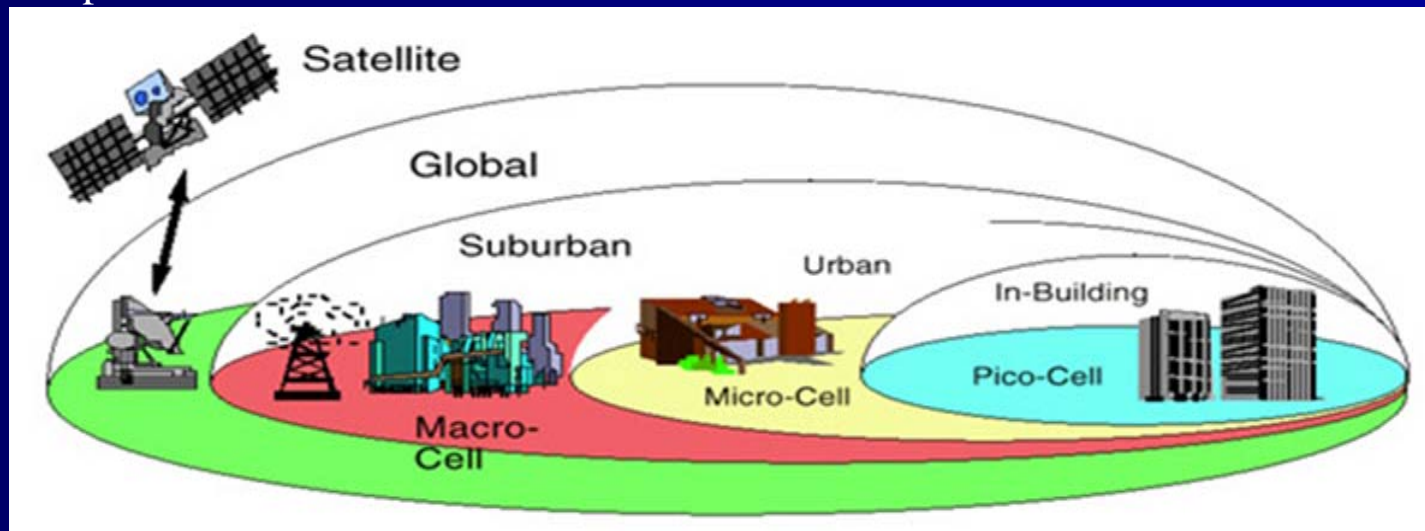 Satellite
Global
Suburban
Urban
In-Building
Pico-Cell
Micro-Cell
Macro-
Cell